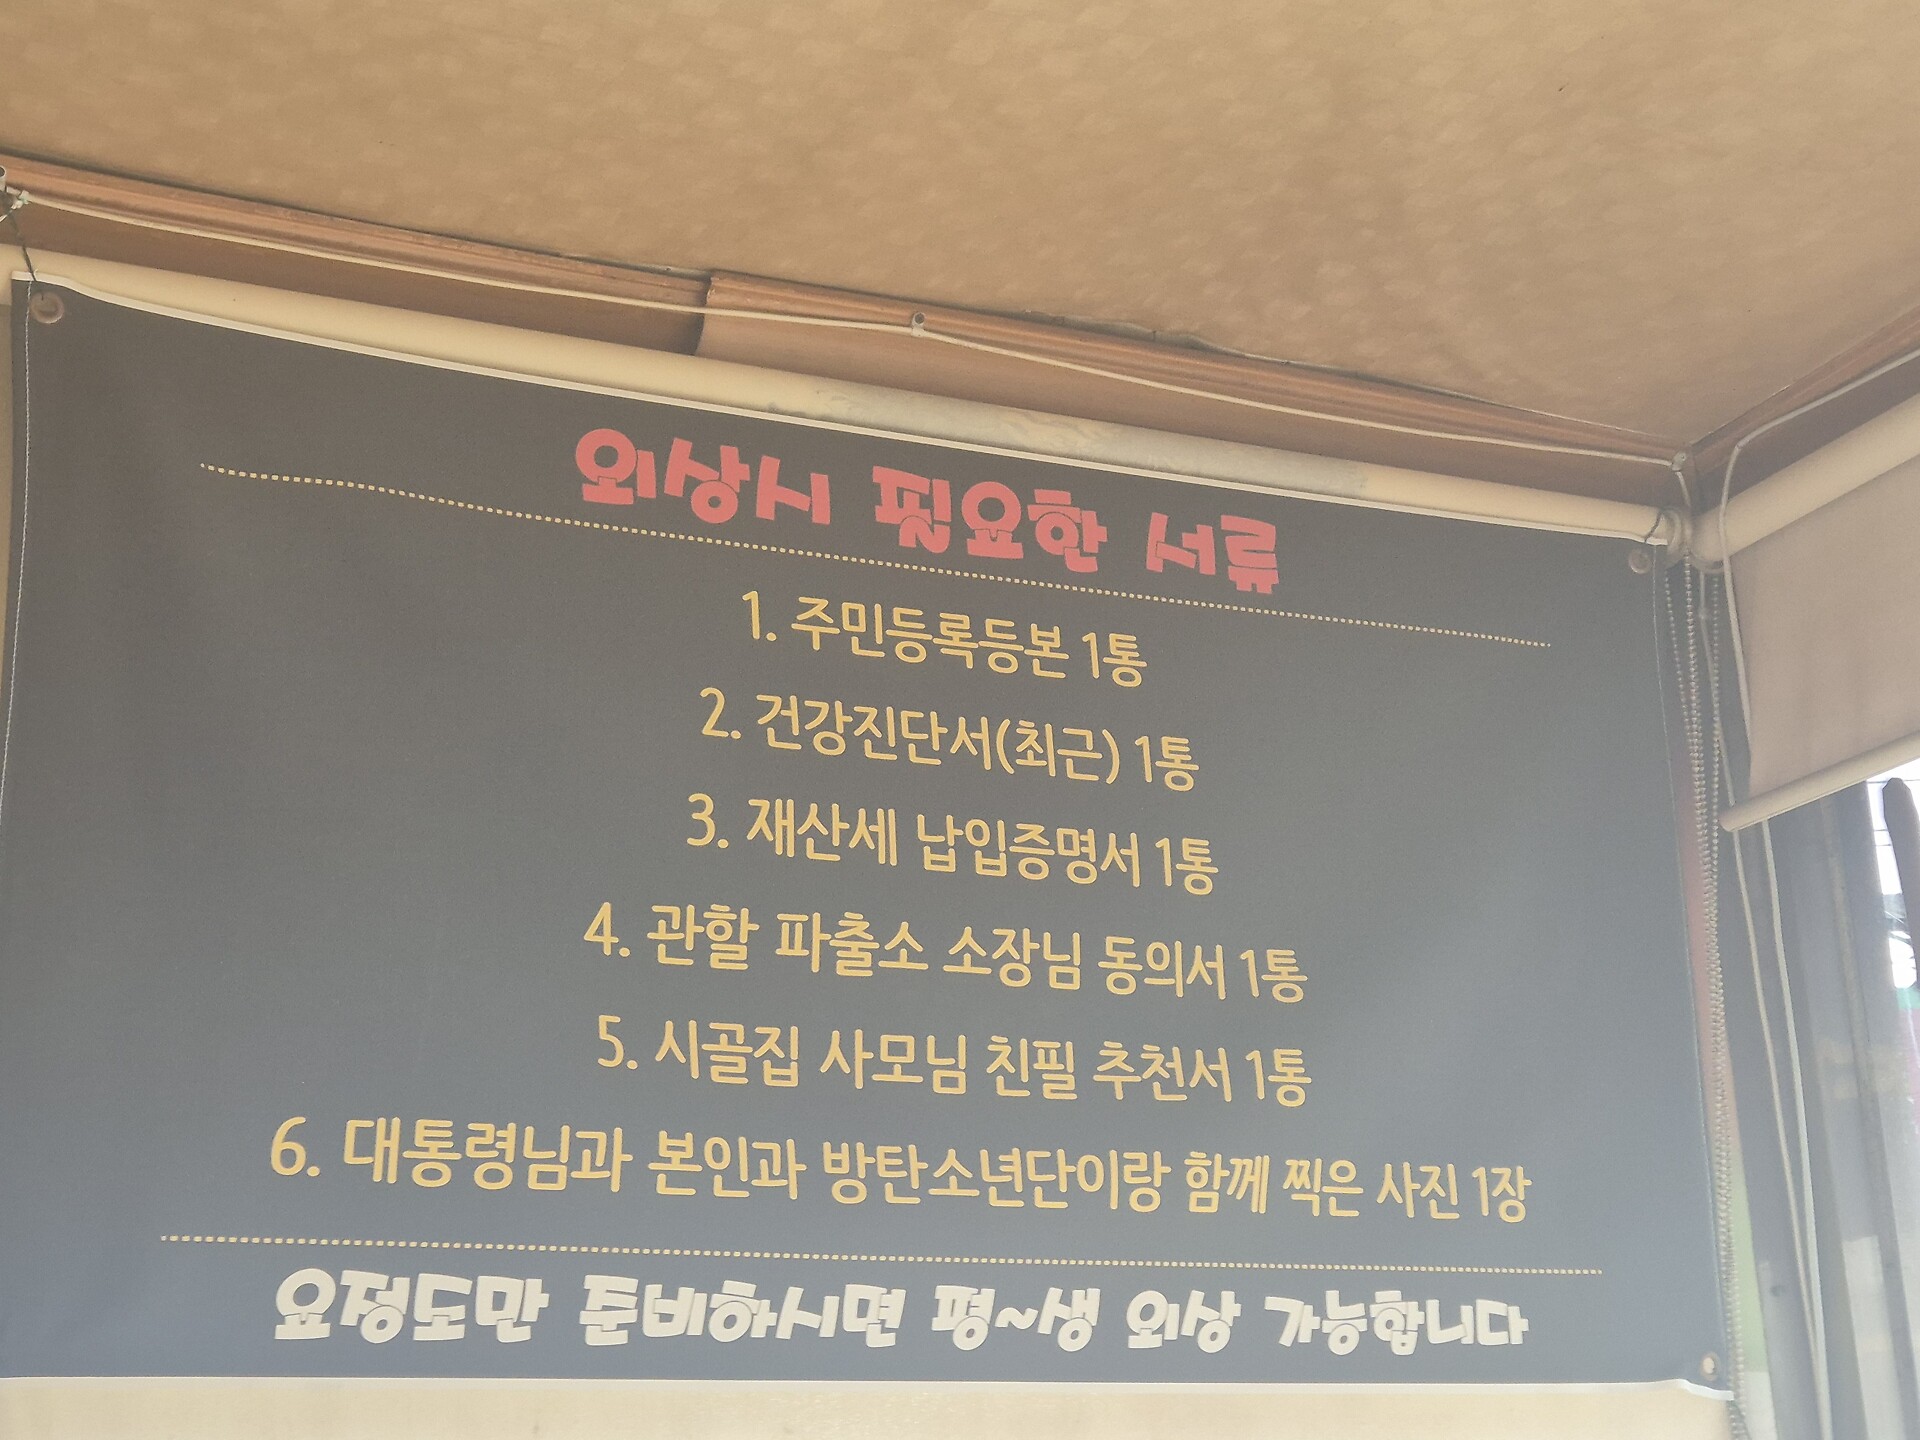 외상시 필요한 서류
1. 주민등록등본 1통
2. 건강진단서(최근) 1통
3. 재산세 납입증명서 1통
4. 관할 파출소 소장님 동의서 1통
5. 시골집 사모님 친필 추천서 1통
6. 대통령님과 본인과 방탄소년단이랑 함께 찍은 사진 1장
요정도만 준비하시면 평~생 외상 가능합니다